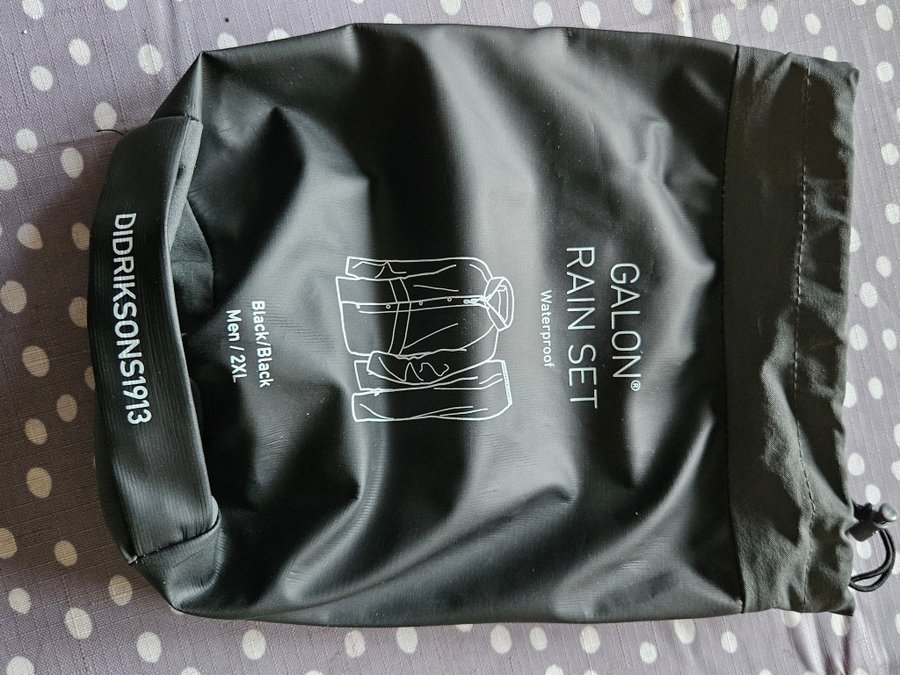 GALON®
RAIN SET
Waterproof
Black/Black
Men / 2XL
DIDRIKSONS1913